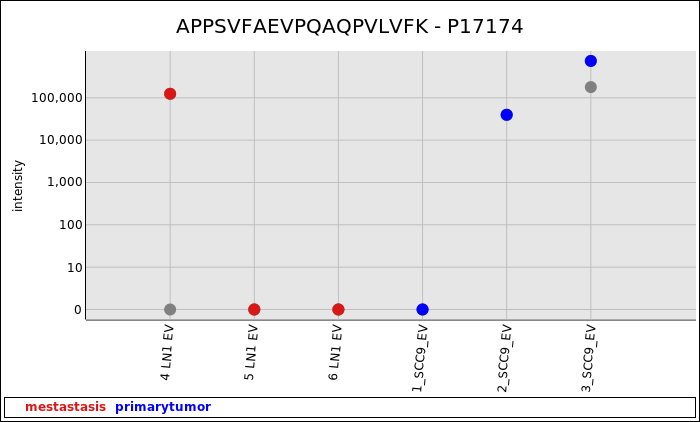 APPSVFAEVPQAQPVLVFK - P17174
intensity
100,000
10,000
1,000
100
10
0
4 LN1 EV
5 LN1 EV
6 LN1 EV
1_SCC9_EV
2_SCC9_EV
3_SCC9_EV
mestastasis primarytumor